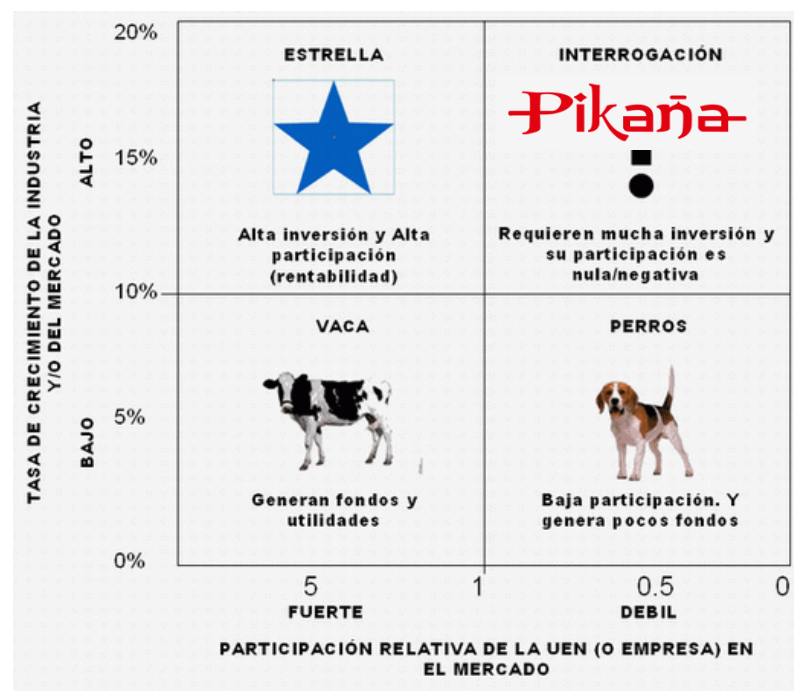 20%
ESTRELLA
INTERROGACIÓN
Pikaña
15%
Alta inversión y Alta
participación
(rentabilidad)
Requieren mucha inversión y
su participación es
nula/negativa
10%
VACA
PERROS
5%
Generan fondos y
utilidades
Baja participación. Y
genera pocos fondos
0%
TASA DE CRECIMIENTO DE LA INDUSTRIA
Y/O DEL MERCADO
ALTO
BAJO
5
1
0.5
0
FUERTE
DEBIL
PARTICIPACIÓN RELATIVA DE LA UEN (O EMPRESA) EN
EL MERCADO